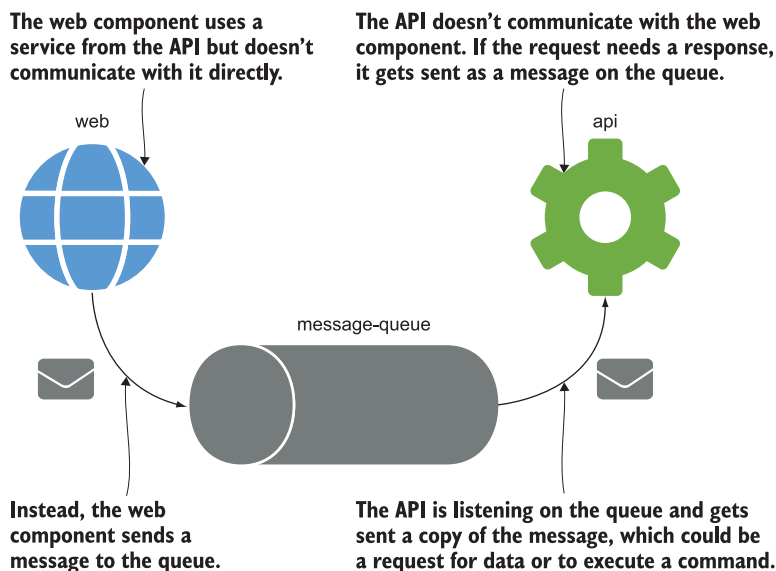 The web component uses a
service from the API but doesn’t
communicate with it directly.
The API doesn’t communicate with the web
component. If the request needs a response,
it gets sent as a message on the queue.
web
api
message-queue
Instead, the web
component sends a
message to the queue.
The API is listening on the queue and gets
sent a copy of the message, which could be
a request for data or to execute a command.